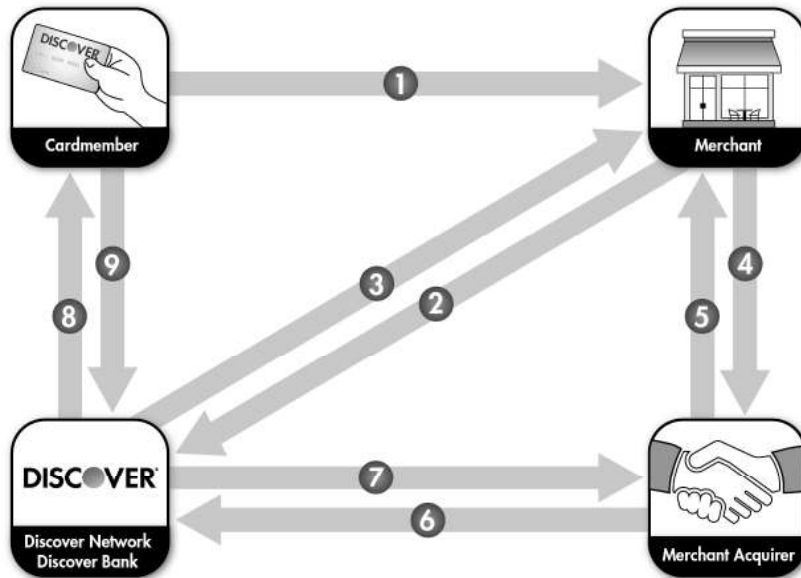 DISCOVER
Cardmember
1
Merchant
9
3
2
4
8
5
DISCOVER
7
6
Discover Network
Discover Bank
Merchant Acquirer